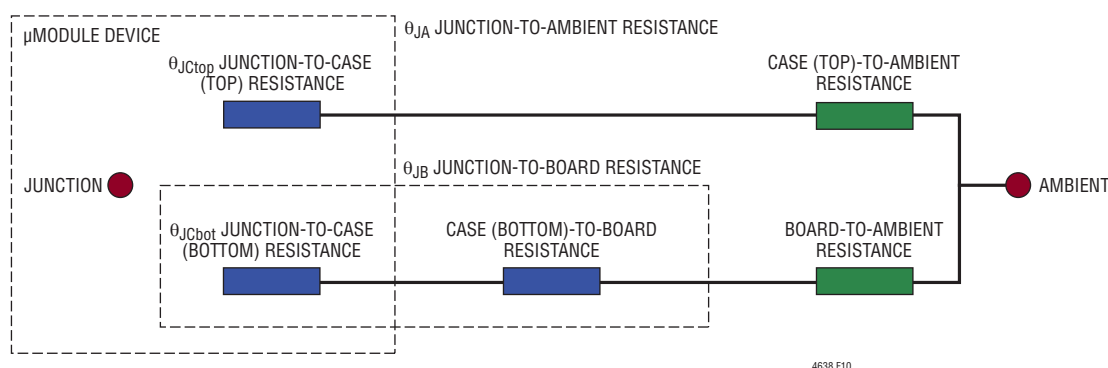 µMODULE DEVICE
θJA JUNCTION-TO-AMBIENT RESISTANCE
θJCtop JUNCTION-TO-CASE
(TOP) RESISTANCE
CASE (TOP)-TO-AMBIENT
RESISTANCE
θJB JUNCTION-TO-BOARD RESISTANCE
JUNCTION
AMBIENT
θJCbot JUNCTION-TO-CASE
(BOTTOM) RESISTANCE
CASE (BOTTOM)-TO-BOARD
RESISTANCE
BOARD-TO-AMBIENT
RESISTANCE
4638 F10